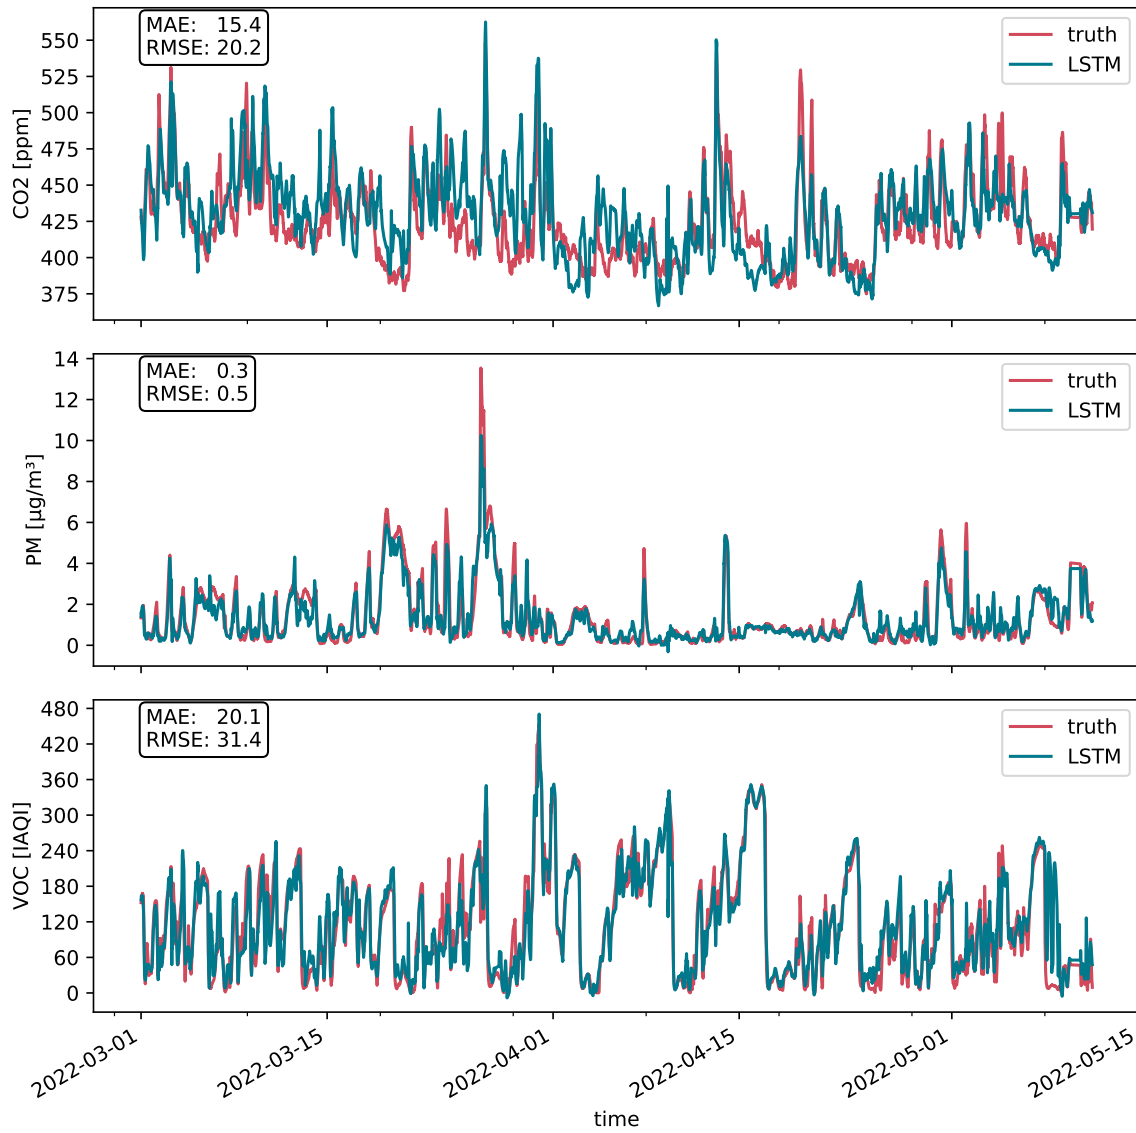 MAE: 15.4
RMSE: 20.2
truth
LSTM
550
525
500
475
450
425
400
375
CO2 [ppm]
MAE: 0.3
RMSE: 0.5
truth
LSTM
14
12
10
8
6
4
2
0
PM [µg/m³]
MAE: 20.1
RMSE: 31.4
truth
LSTM
480
420
360
300
240
180
120
60
0
VOC [IAQI]
2022-03-01
2022-03-15
2022-04-01
2022-04-15
2022-05-01
2022-05-15
time